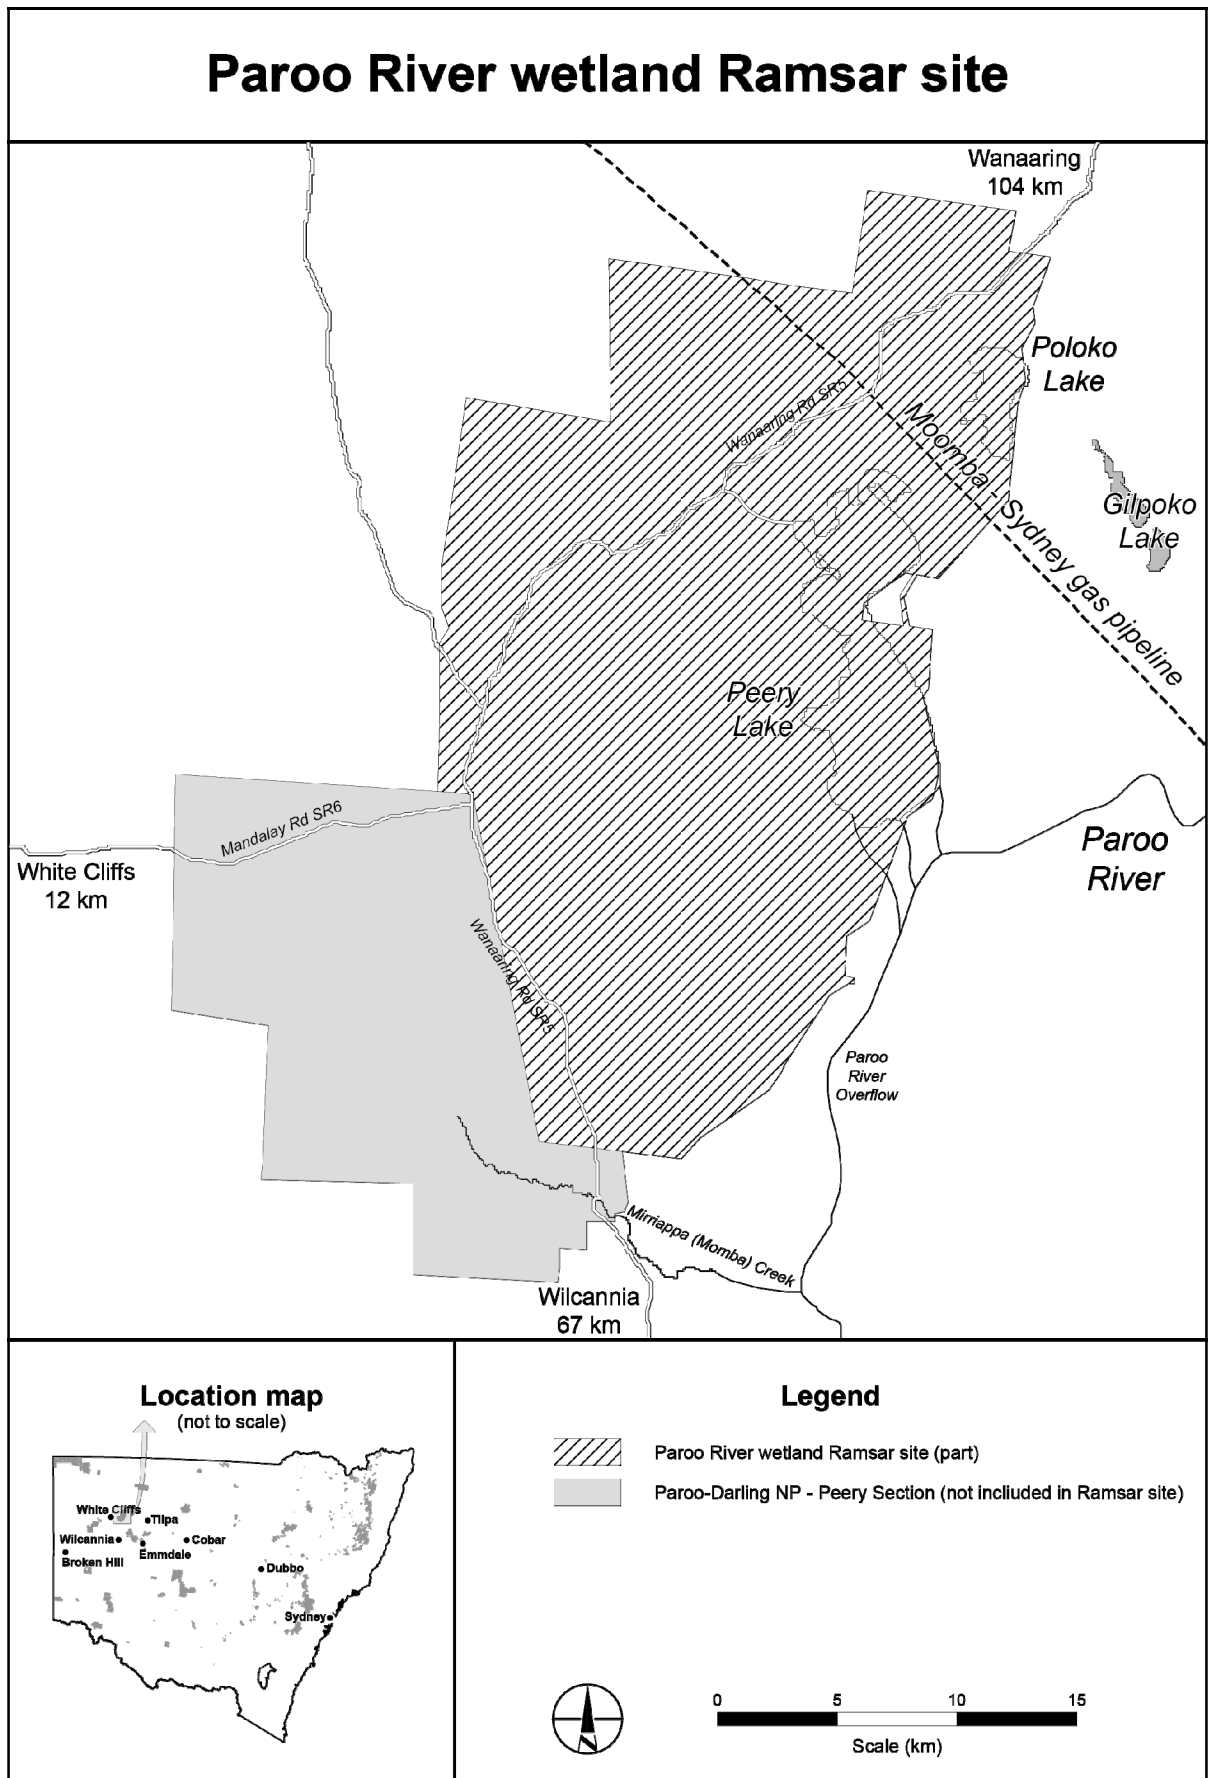 Paroo River wetland Ramsar site
Wanaaring
104 km
Poloko
Lake
Wanaaring Rd SR5
Moomba - Sydney gas pipeline
Gilpoko
Lake
Peery
Lake
Mandalay Rd SR6
White Cliffs
12 km
Paroo
River
Wanaaring Rd SR5
Paroo
River
Overflow
Mirriappa (Momba) Creek
Wilcannia
67 km
Location map
(not to scale)
White Cliffs
Tilpa
Wilcannia
Cobar
Emmdale
Broken Hill
Dubbo
Sydney
Legend
Paroo River wetland Ramsar site (part)
Paroo-Darling NP - Peery Section (not included in Ramsar site)
N
0 5 10 15
Scale (km)